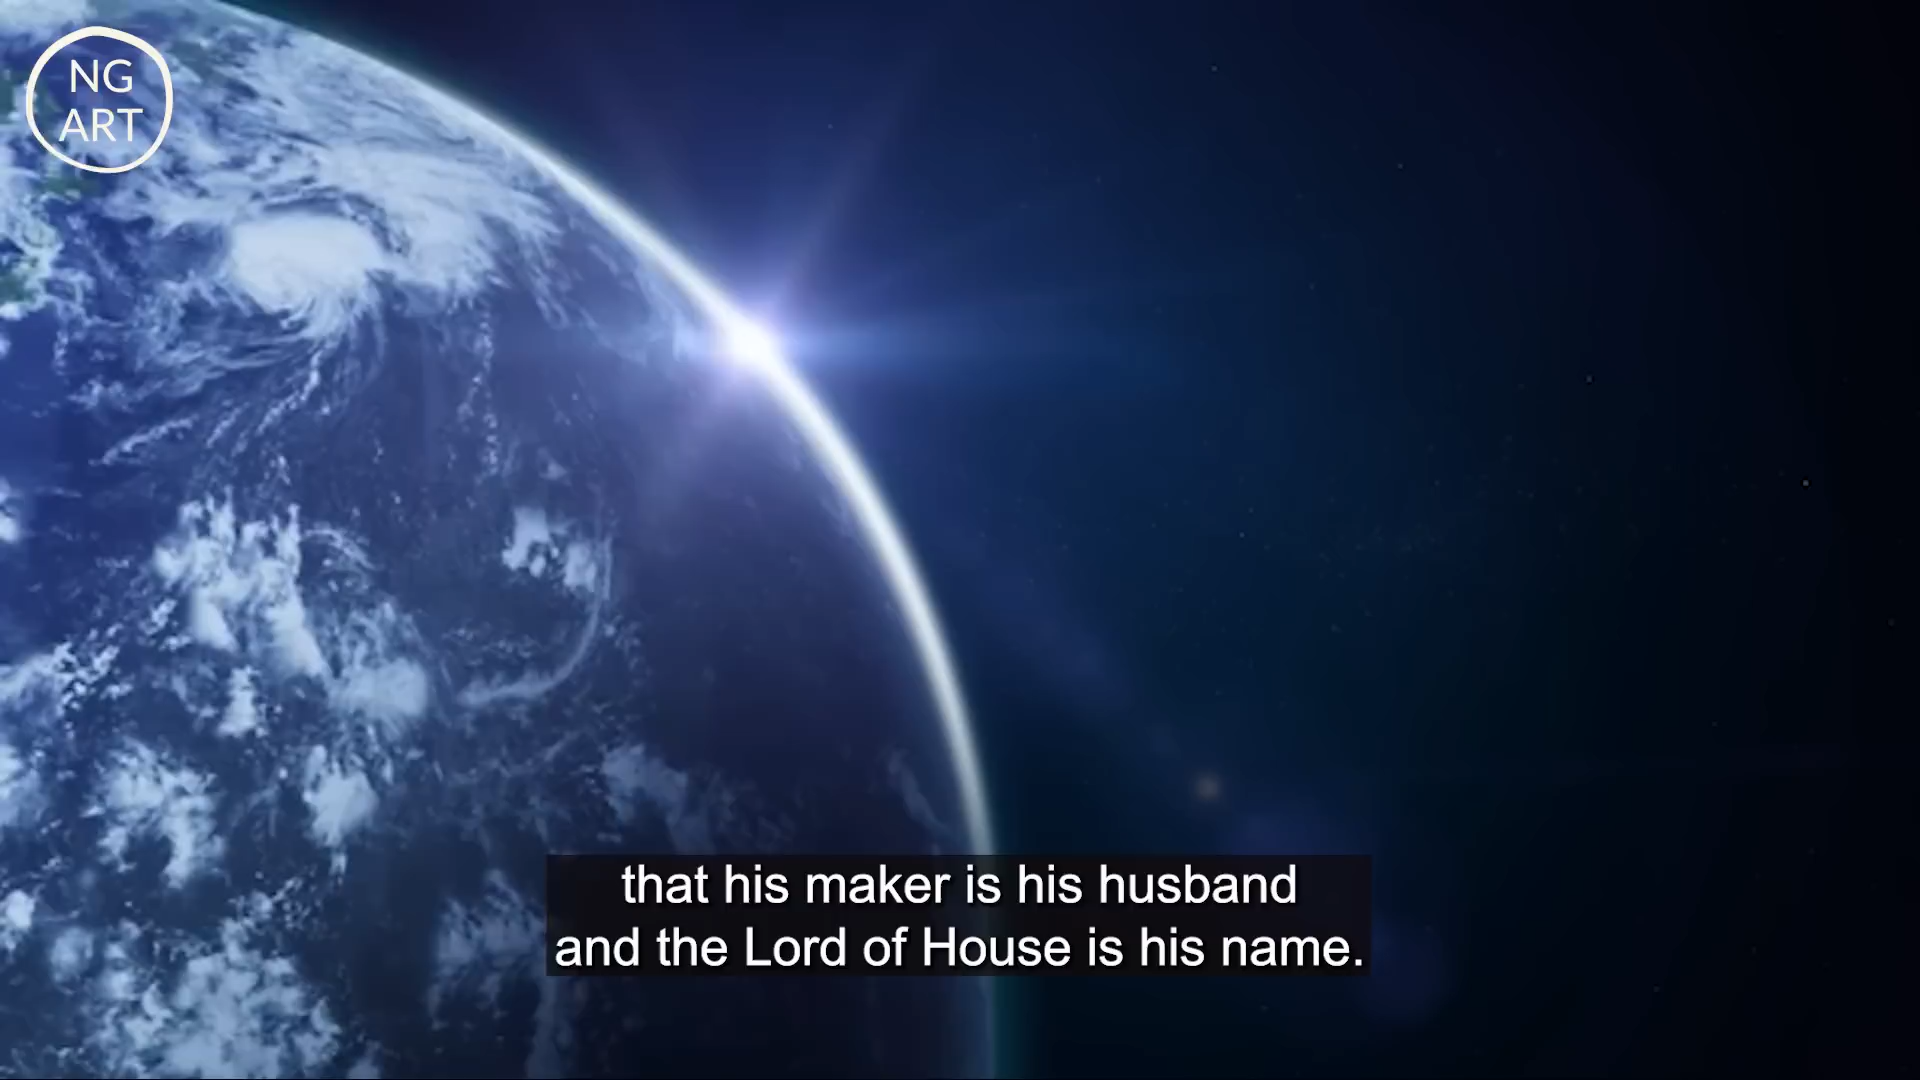 NG
ART
that his maker is his husband
and the Lord of House is his name.